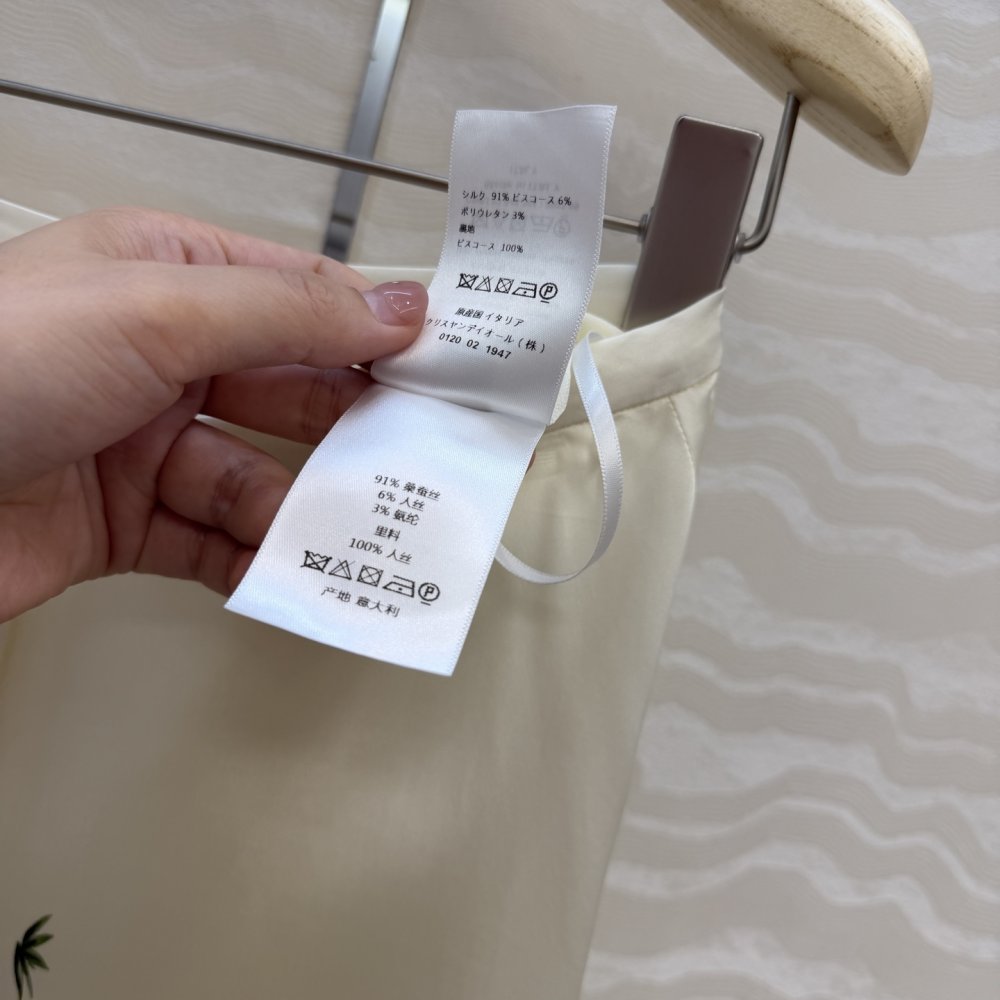 シルク 91% ビスコース 6%
ポリウレタン 3%
裏地
ビスコース 100%
P
原産国 イタリア
クリスヤンデイオール(株)
0120 02 1947
91% 桑蚕丝
6% 人丝
3% 氨纶
里料
100% 人丝
P
产地 意大利